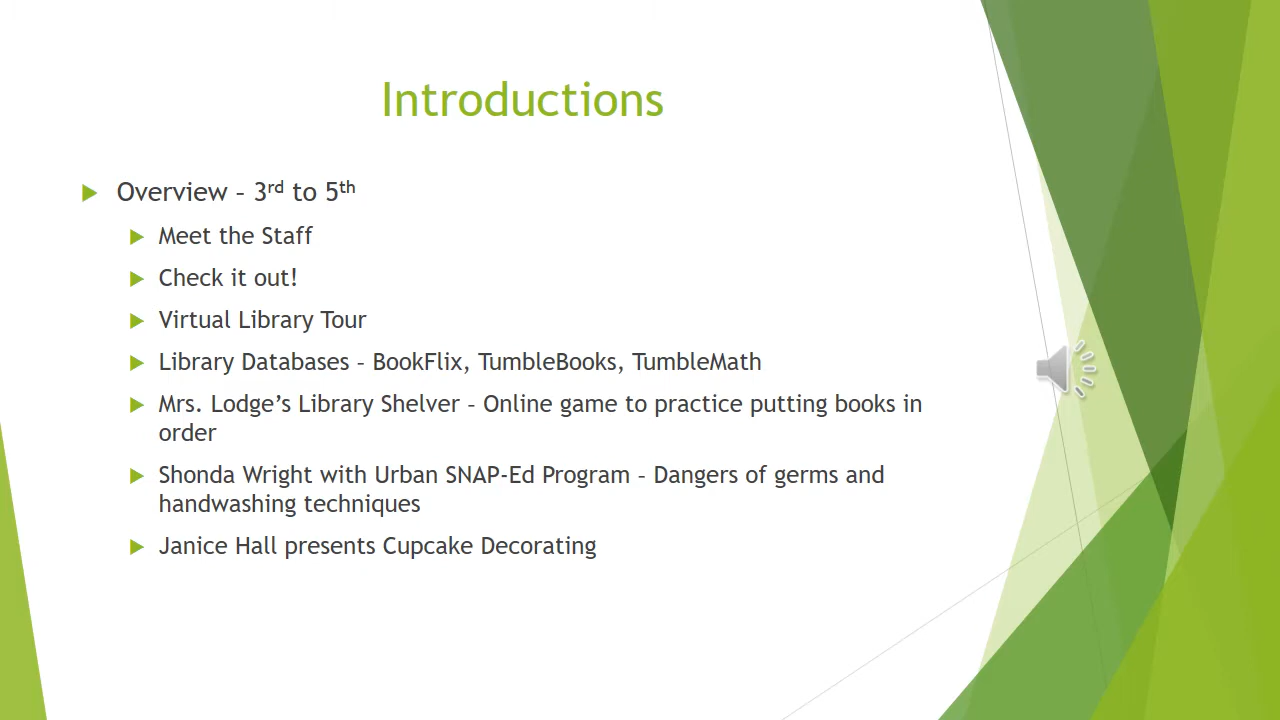 Introductions
Overview – 3rd to 5th
Meet the Staff
Check it out!
Virtual Library Tour
Library Databases – BookFlix, TumbleBooks, TumbleMath
Mrs. Lodge’s Library Shelver – Online game to practice putting books in
order
Shonda Wright with Urban SNAP-Ed Program – Dangers of germs and
handwashing techniques
Janice Hall presents Cupcake Decorating